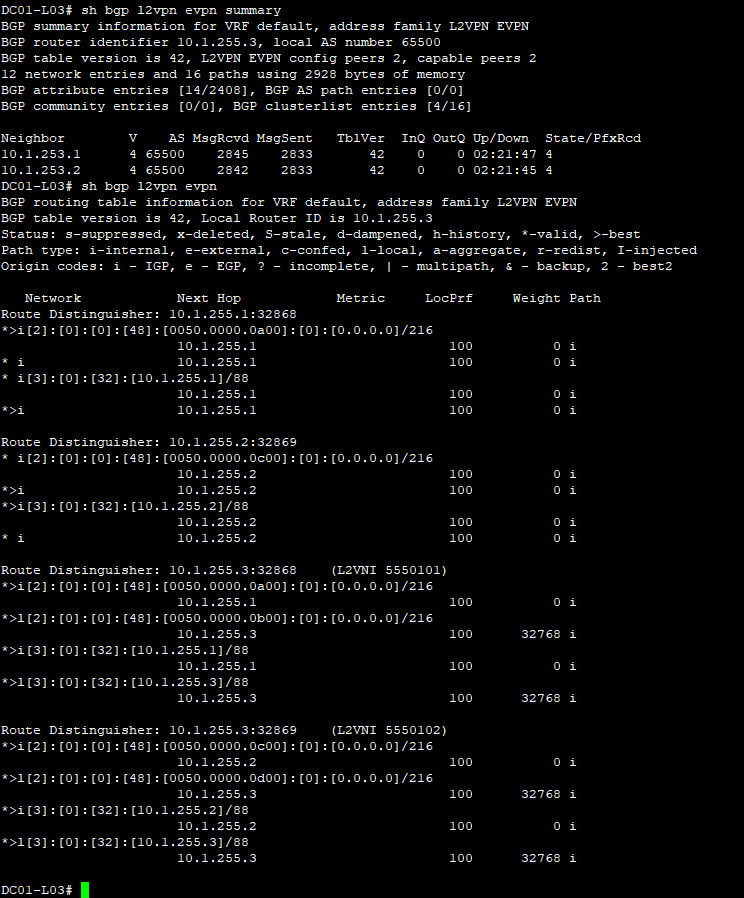 DC01-L03# sh bgp l2vpn evpn summary
BGP summary information for VRF default, address family L2VPN EVPN
BGP router identifier 10.1.255.3, local AS number 65500
BGP table version is 42, L2VPN EVPN config peers 2, capable peers 2
12 network entries and 16 paths using 2928 bytes of memory
BGP attribute entries [14/2408], BGP AS path entries [0/0]
BGP community entries [0/0], BGP clusterlist entries [4/16]

Neighbor        V    AS MsgRcvd MsgSent   TblVer  InQ OutQ Up/Down  State/PfxRcd
10.1.253.1      4 65500    2845    2833       42    0    0 02:21:47 4
10.1.253.2      4 65500    2842    2833       42    0    0 02:21:45 4
DC01-L03# sh bgp l2vpn evpn
BGP routing table information for VRF default, address family L2VPN EVPN
BGP table version is 42, Local Router ID is 10.1.255.3
Status: s-suppressed, x-deleted, S-stale, d-dampened, h-history, *-valid, >-best
Path type: i-internal, e-external, c-confed, l-local, a-aggregate, r-redist, I-injected
Origin codes: i - IGP, e - EGP, ? - incomplete, | - multipath, & - backup, 2 - best2

   Network            Next Hop            Metric     LocPrf     Weight Path
Route Distinguisher: 10.1.255.1:32868
*>i[2]:[0]:[0]:[48]:[0050.0000.0a00]:[0]:[0.0.0.0]/216
                      10.1.255.1                        100          0 i
* i                   10.1.255.1                        100          0 i
* i[3]:[0]:[32]:[10.1.255.1]/88
                      10.1.255.1                        100          0 i
*>i                   10.1.255.1                        100          0 i

Route Distinguisher: 10.1.255.2:32869
* i[2]:[0]:[0]:[48]:[0050.0000.0c00]:[0]:[0.0.0.0]/216
                      10.1.255.2                        100          0 i
*>i                   10.1.255.2                        100          0 i
*>i[3]:[0]:[32]:[10.1.255.2]/88
                      10.1.255.2                        100          0 i
* i                   10.1.255.2                        100          0 i

Route Distinguisher: 10.1.255.3:32868    (L2VNI 5550101)
*>i[2]:[0]:[0]:[48]:[0050.0000.0a00]:[0]:[0.0.0.0]/216
                      10.1.255.1                        100          0 i
*>l[2]:[0]:[0]:[48]:[0050.0000.0b00]:[0]:[0.0.0.0]/216
                      10.1.255.3                        100      32768 i
*>i[3]:[0]:[32]:[10.1.255.1]/88
                      10.1.255.1                        100          0 i
*>l[3]:[0]:[32]:[10.1.255.3]/88
                      10.1.255.3                        100      32768 i

Route Distinguisher: 10.1.255.3:32869    (L2VNI 5550102)
*>i[2]:[0]:[0]:[48]:[0050.0000.0c00]:[0]:[0.0.0.0]/216
                      10.1.255.2                        100          0 i
*>l[2]:[0]:[0]:[48]:[0050.0000.0d00]:[0]:[0.0.0.0]/216
                      10.1.255.3                        100      32768 i
*>i[3]:[0]:[32]:[10.1.255.2]/88
                      10.1.255.2                        100          0 i
*>l[3]:[0]:[32]:[10.1.255.3]/88
                      10.1.255.3                        100      32768 i

DC01-L03#